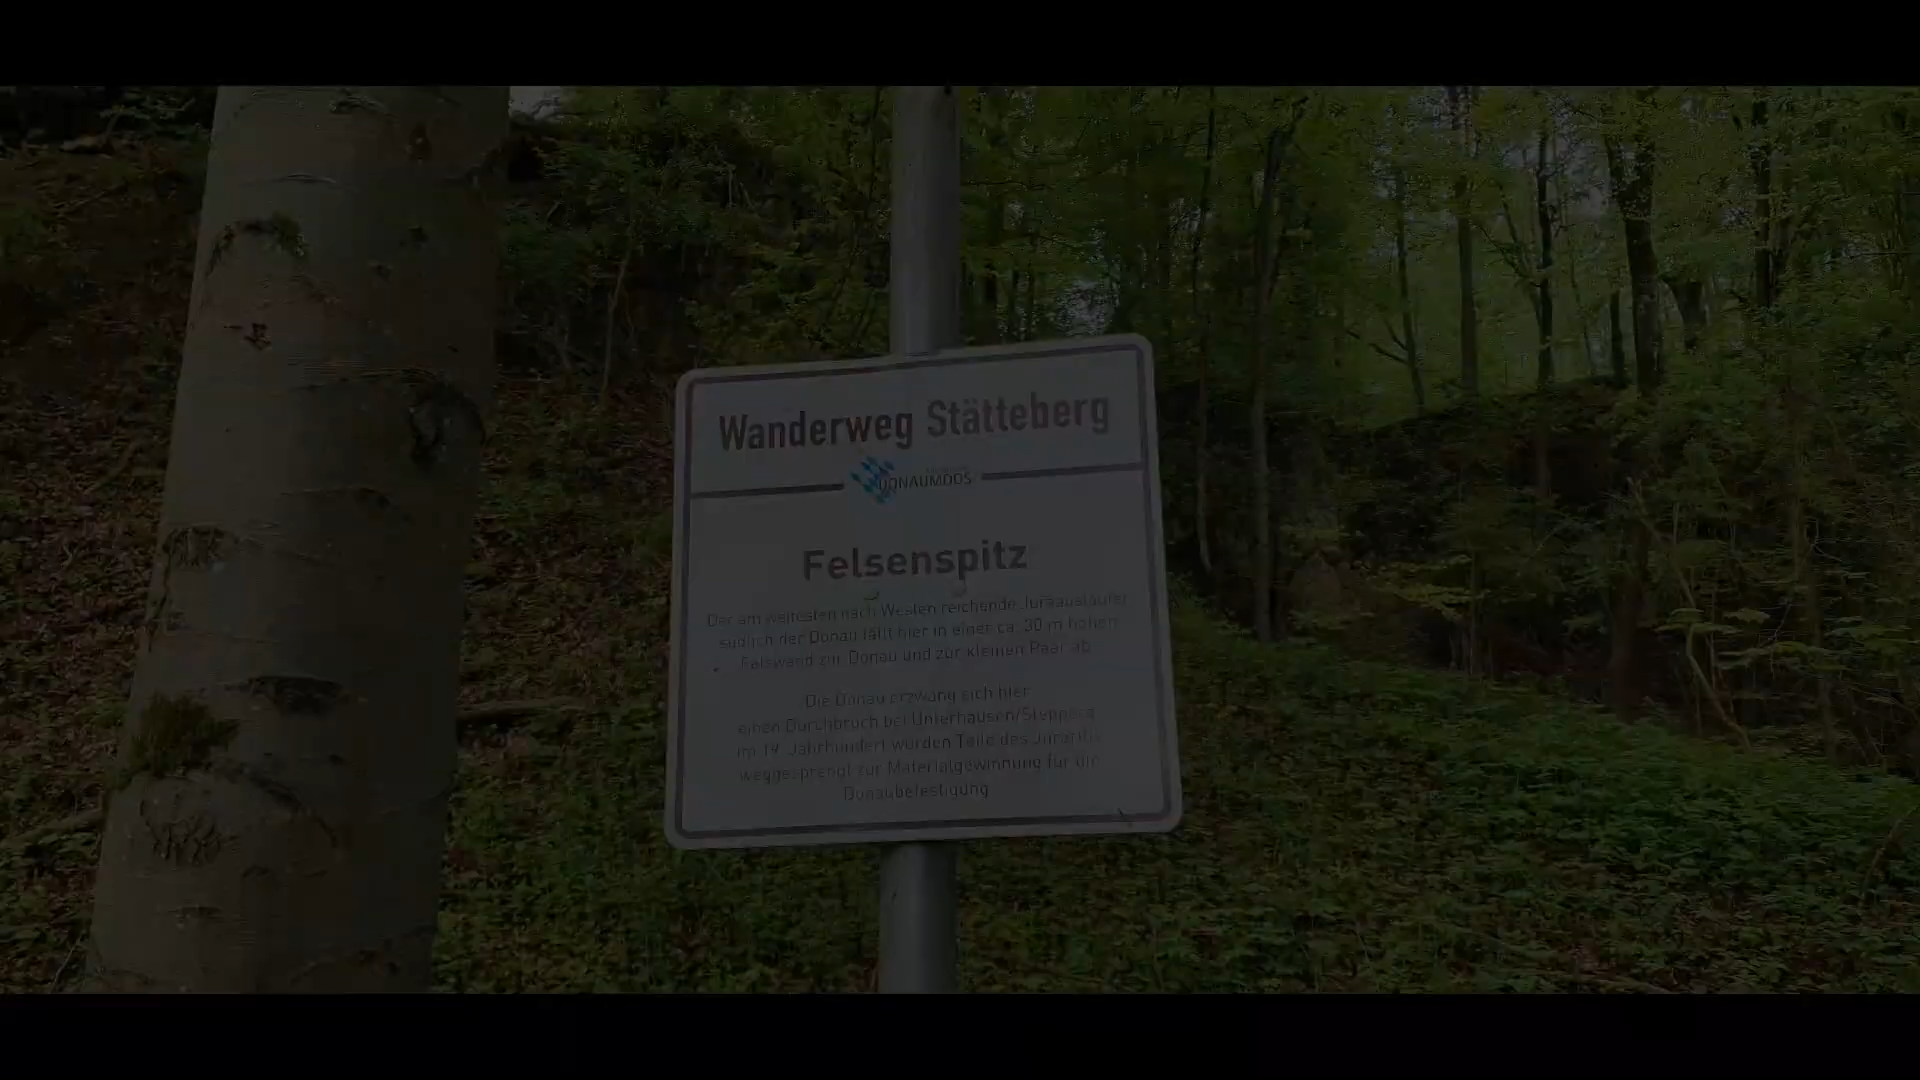 Wanderweg Stätteberg
DONAUMOOS
Felsenspitz
Der am weitesten nach Westen reichende Juraausläufer
südlich der Donau fällt hier in einer ca. 30 m hohen
Felswand zur Donau und zur kleinen Paar ab
Die Donau erzwang sich hier
einen Durchbruch bei Unterhausen/Stepperg
im 19. Jahrhundert wurden Teile des
weggesprengt zur Materialgewinnung für die
Donaubefestigung